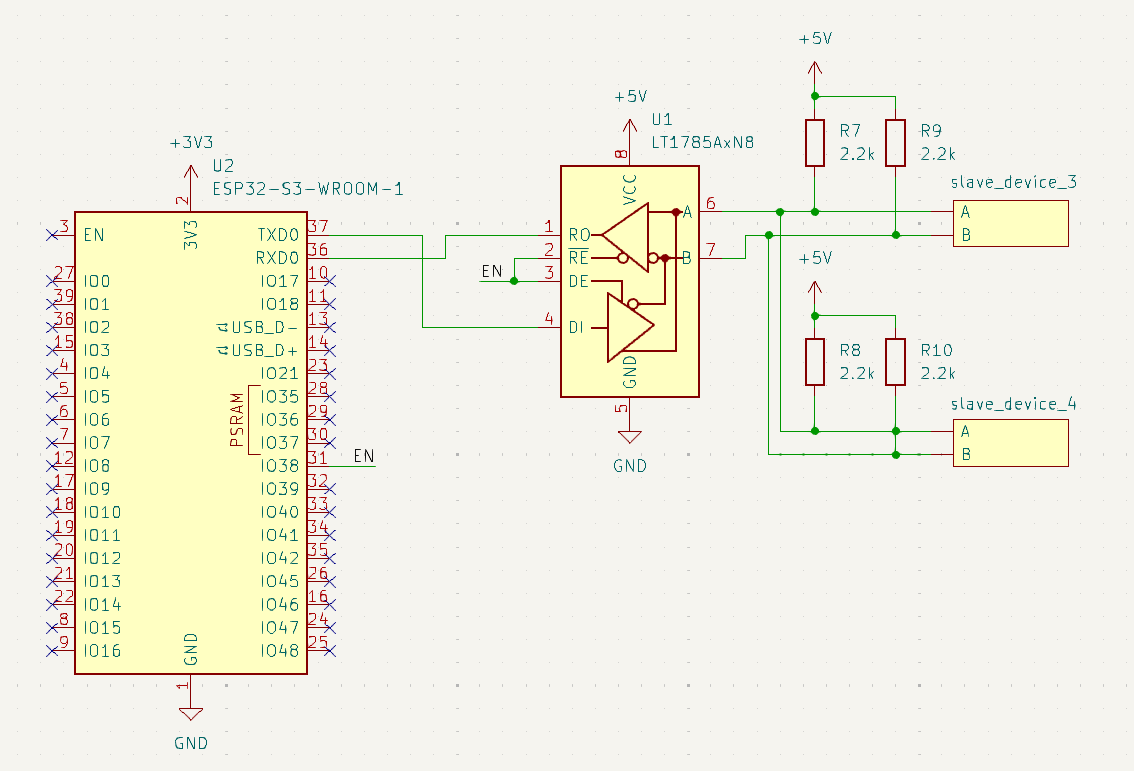 +3V3
U2
ESP32-S3-WROOM-1
2
3V3
3 EN
27 IO0
39 IO1
38 IO2
15 IO3
4 IO4
5 IO5
6 IO6
7 IO7
12 IO8
17 IO9
18 IO10
19 IO11
20 IO12
21 IO13
22 IO14
8 IO15
9 IO16
TXD0 37
RXD0 36
IO17 10
IO18 11
USB_D- 13
USB_D+ 14
IO21 23
IO35 28
IO36 29
IO37 30
IO38 31
IO39 32
IO40 33
IO41 34
IO42 35
IO45 26
IO46 16
IO47 24
IO48 25
PSRAM
EN
GND
1
GND
+5V
U1
LT1785AxN8
8
VCC
1 RO
2 RE
3 DE
4 DI
EN
A 6
B 7
GND
5
GND
+5V
R7
2.2k
R9
2.2k
slave_device_3
A
B
+5V
R8
2.2k
R10
2.2k
slave_device_4
A
B